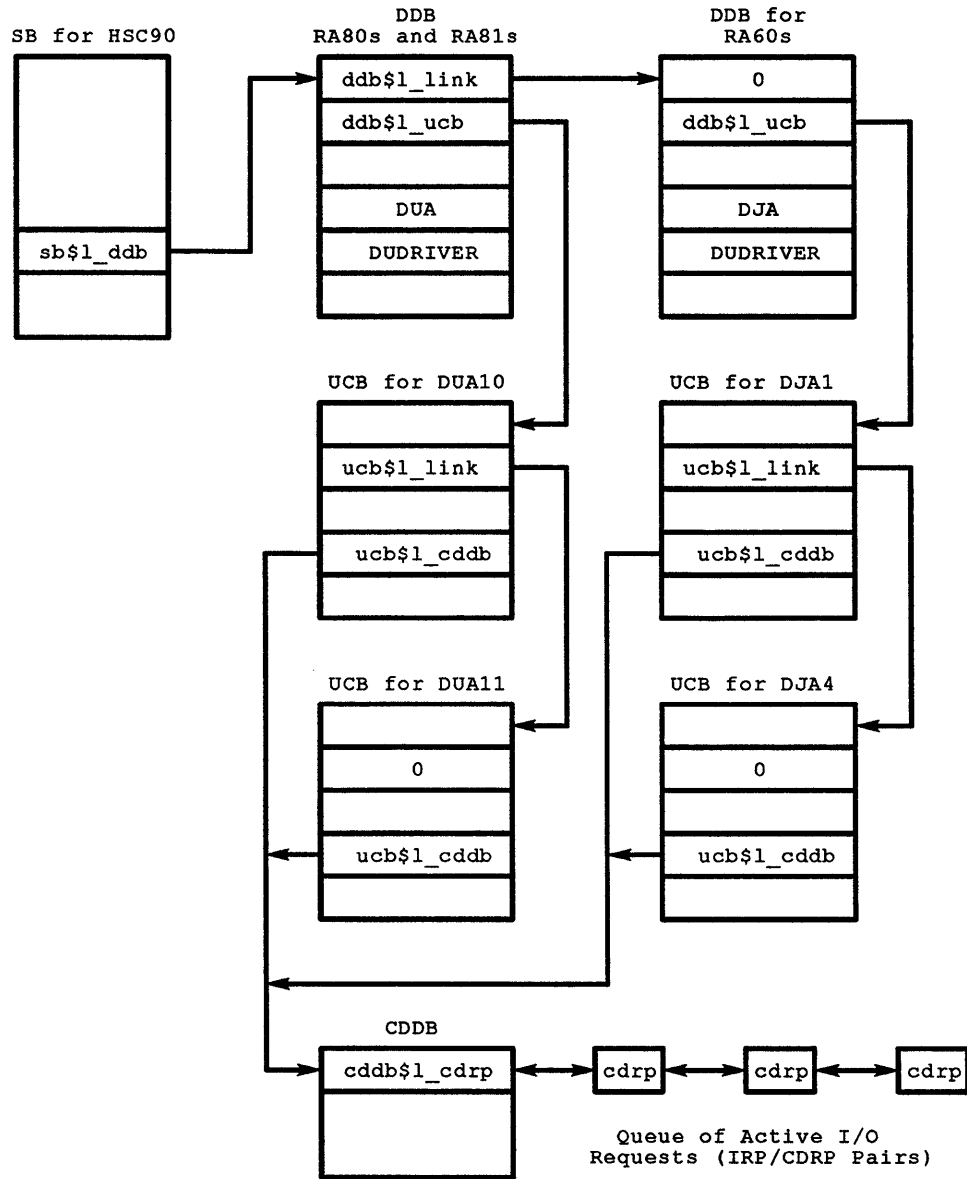 SB for HSC90
sb$l_ddb
DDB
RA80s and RA81s
ddb$l_link
ddb$l_ucb
DUA
DUDRIVER
DDB for
RA60s
0
ddb$l_ucb
DJA
DUDRIVER
UCB for DUA10
ucb$l_link
ucb$l_cddb
UCB for DJA1
ucb$l_link
ucb$l_cddb
UCB for DUA11
0
ucb$l_cddb
UCB for DJA4
0
ucb$l_cddb
CDDB
cddb$l_cdrp
cdrp
cdrp
cdrp
Queue of Active I/O
Requests (IRP/CDRP Pairs)